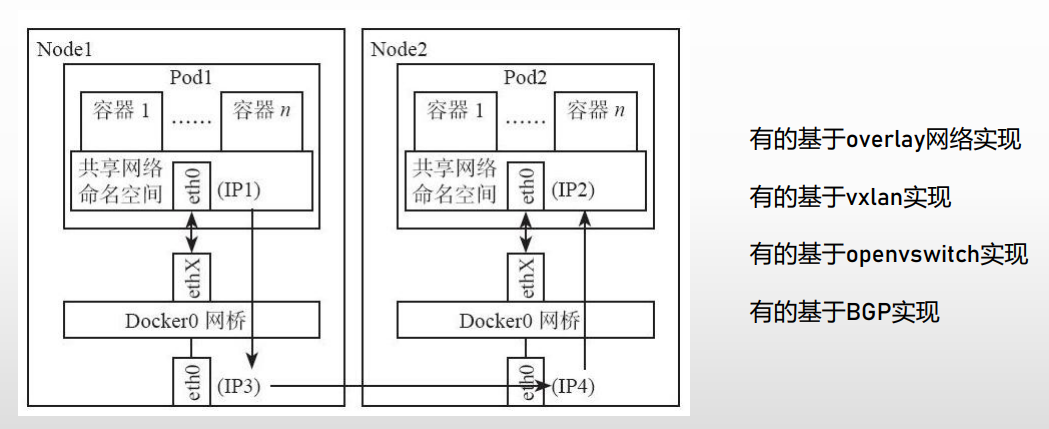 Node1
Pod1
容器 1
……
容器 n
共享网络
命名空间
eth0
(IP1)
ethX
Docker0 网桥
eth0
(IP3)
Node2
Pod2
容器 1
……
容器 n
共享网络
命名空间
eth0
(IP2)
ethX
Docker0 网桥
eth0
(IP4)
有的基于overlay网络实现
有的基于vxlan实现
有的基于openvswitch实现
有的基于BGP实现